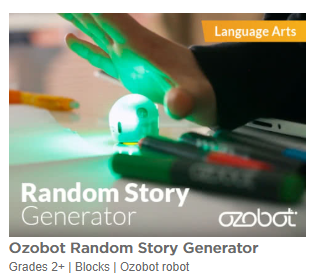 Language Arts
Random Story
Generator
ozobot
Ozobot Random Story Generator
Grades 2+ | Blocks | Ozobot robot